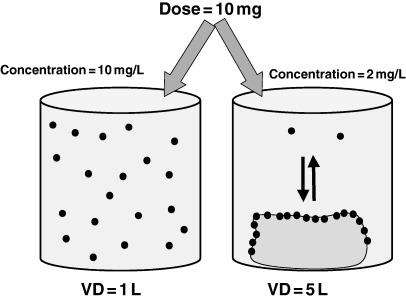 Dose = 10 mg
Concentration = 10 mg/L
Concentration = 2 mg/L
VD = 1 L
VD = 5 L